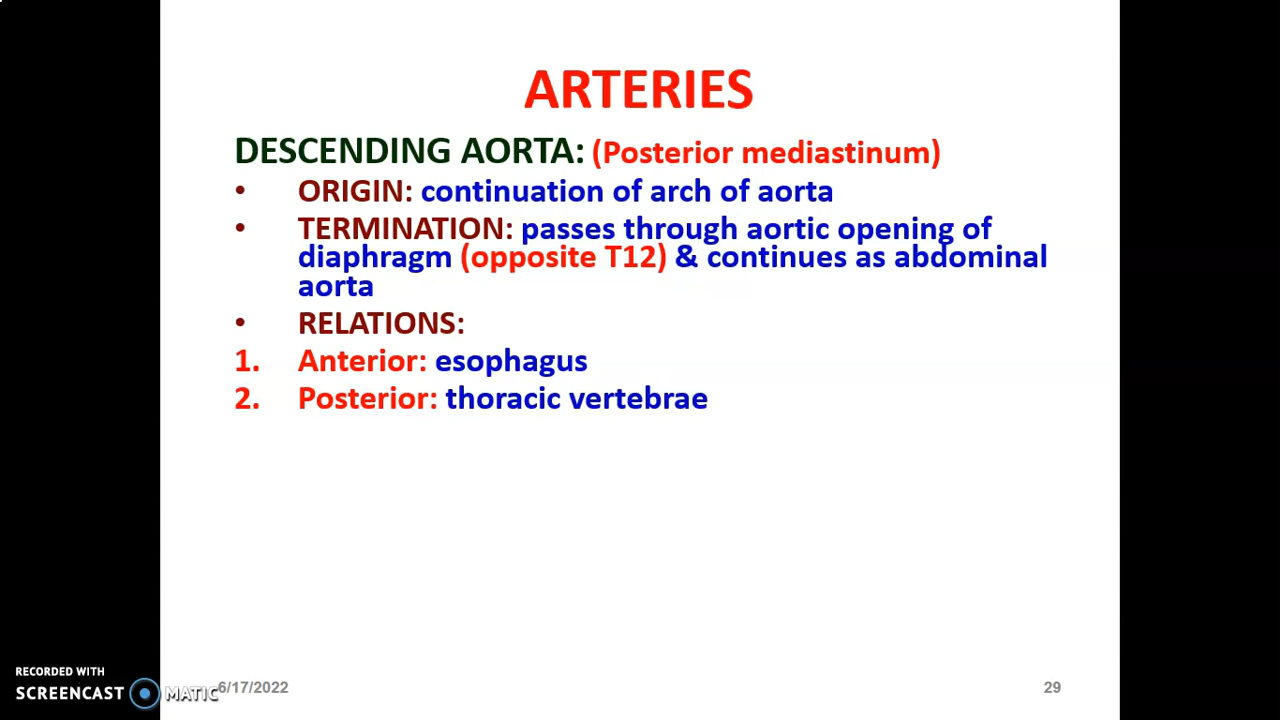 ARTERIES
DESCENDING AORTA: (Posterior mediastinum)
• ORIGIN: continuation of arch of aorta
• TERMINATION: passes through aortic opening of
diaphragm (opposite T12) & continues as abdominal
aorta
• RELATIONS:
1. Anterior: esophagus
2. Posterior: thoracic vertebrae
RECORDED WITH
SCREENCAST MATIC
6/17/2022
29